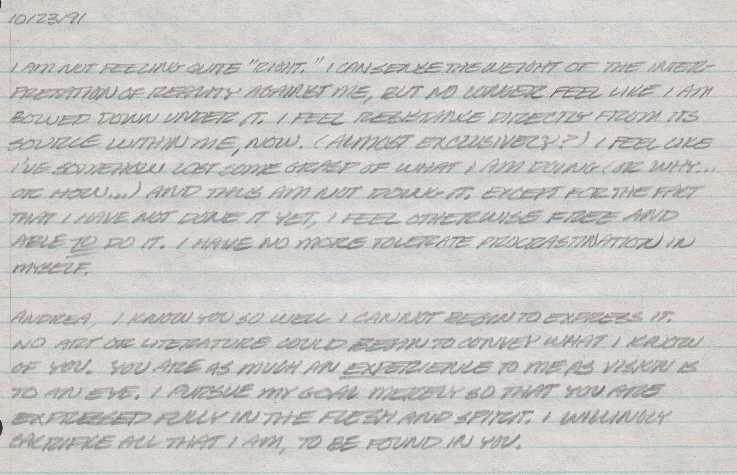 10/23/91
I AM NOT FEELING QUITE "RIGHT." I CAN SENSE THE WEIGHT OF THE INTER-
PRETATION OF REALITY AGAINST ME, BUT NO LONGER FEEL LIKE I AM
BOWED DOWN UNDER IT. I FEEL RESISTANCE DIRECTLY FROM ITS
SOURCE WITHIN ME, NOW. (ALMOST EXCLUSIVELY?) I FEEL LIKE
I'VE SOMEHOW LOST SOME GRASP OF WHAT I AM DOING (OR WHY...
OR HOW...) AND THUS AM NOT DOING IT. EXCEPT FOR THE FACT
THAT I HAVE NOT DONE IT YET, I FEEL OTHERWISE FREE AND
ABLE TO DO IT. I HAVE NO MORE TOLERATE PROCRASTINATION IN
MYSELF.
ANDREA, I KNOW YOU SO WELL I CANNOT BEGIN TO EXPRESS IT.
NO ART OR LITERATURE COULD BEGIN TO CONVEY WHAT I KNOW
OF YOU. YOU ARE AS MUCH AN EXPERIENCE TO ME AS VISION IS
TO AN EYE. I PURSUE MY GOAL MERELY SO THAT YOU ARE
EXPRESSED FULLY IN THE FLESH AND SPIRIT. I WILLINGLY
SACRIFICE ALL THAT I AM, TO BE FOUND IN YOU.